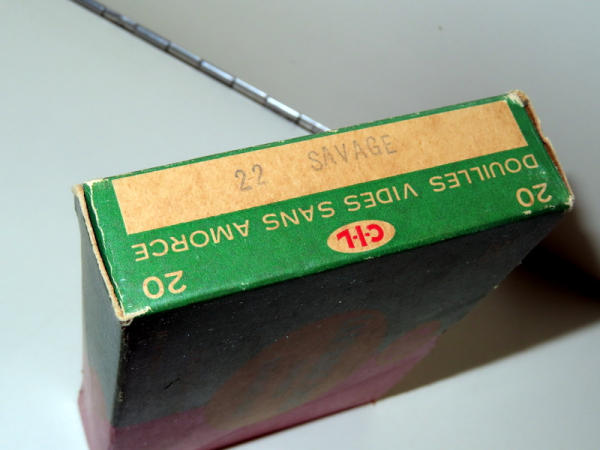 22 SAVAGE
20 DOUILLES VIDES SANS AMORCE 20
C-I-L